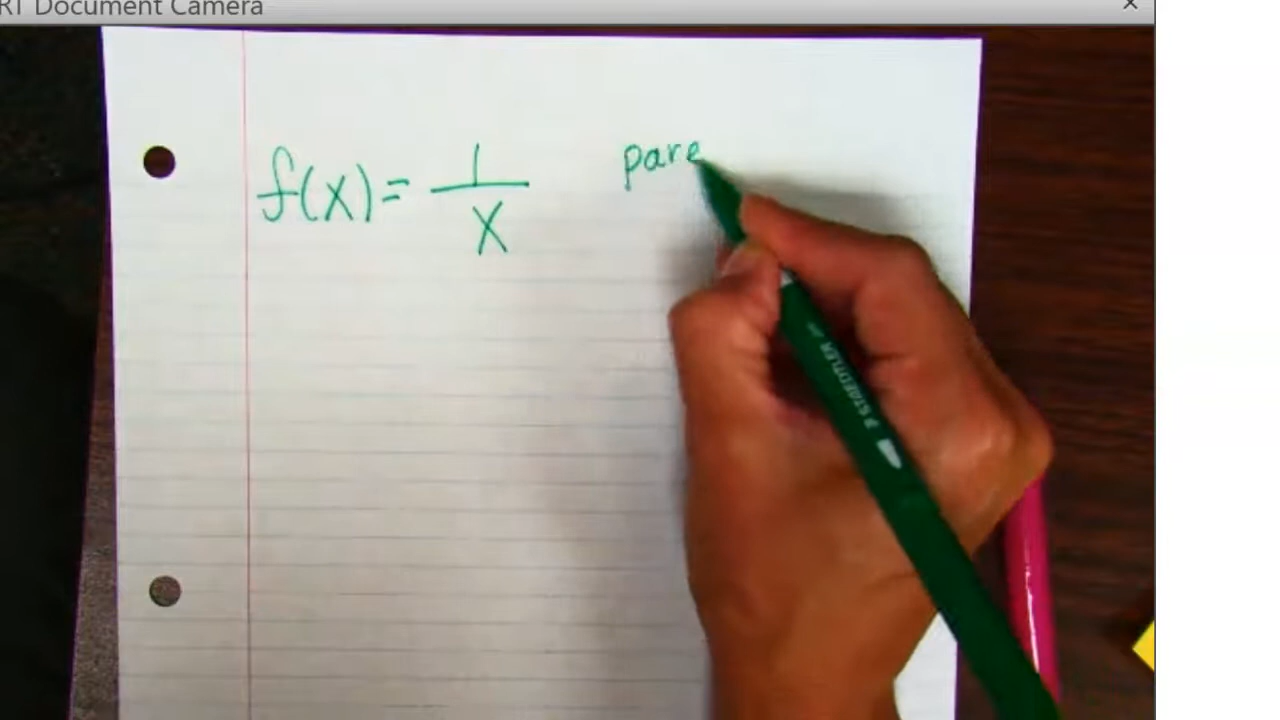 RT Document Camera
f(x) = 1/x pare
STAEDTLER